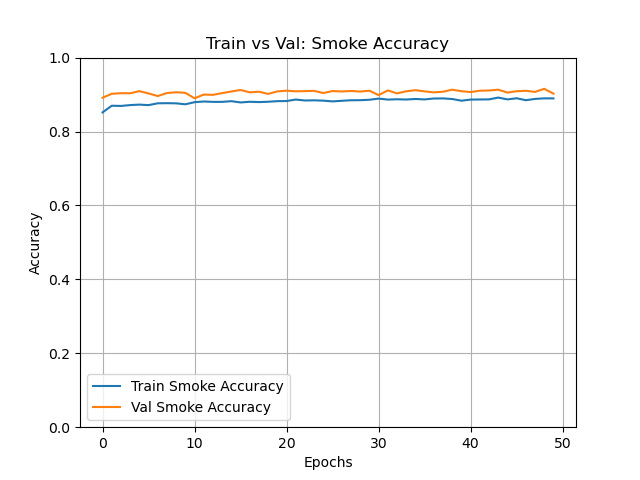 Train vs Val: Smoke Accuracy
1.0
0.8
0.6
0.4
0.2
0.0
Accuracy
Train Smoke Accuracy
Val Smoke Accuracy
0 10 20 30 40 50
Epochs